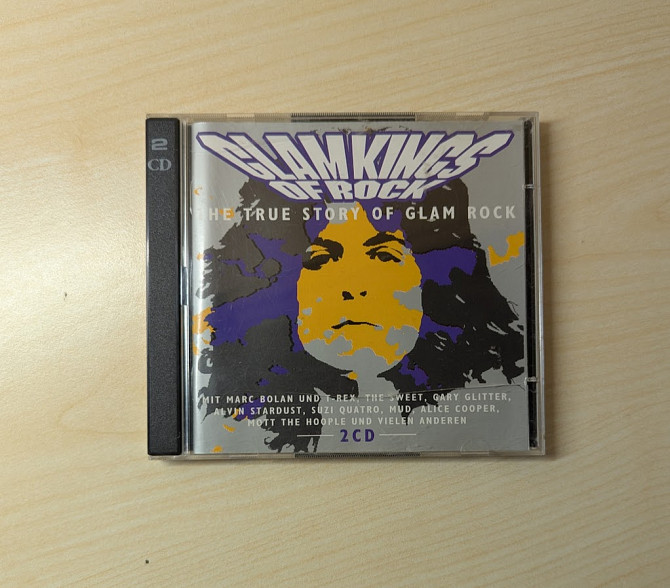 2
CD
GLAM KINGS
OF ROCK
THE TRUE STORY OF GLAM ROCK
MIT MARC BOLAN UND T-REX, THE SWEET, GARY GLITTER,
ALVIN STARDUST, SUZI QUATRO, MUD, ALICE COOPER,
MOTT THE HOOPLE UND VIELEN ANDEREN
2CD